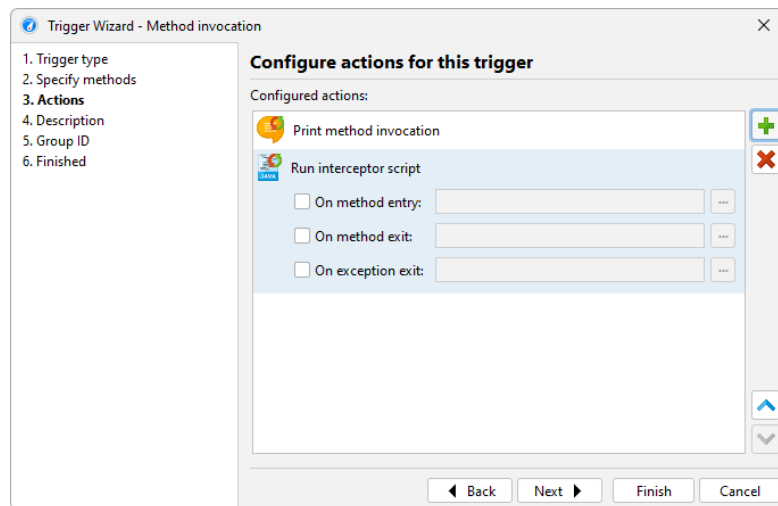 Trigger Wizard - Method invocation
1. Trigger type
2. Specify methods
3. Actions
4. Description
5. Group ID
6. Finished
Configure actions for this trigger
Configured actions:
Print method invocation
JAVA
Run interceptor script
On method entry:
...
On method exit:
...
On exception exit:
...
Back
Next
Finish
Cancel